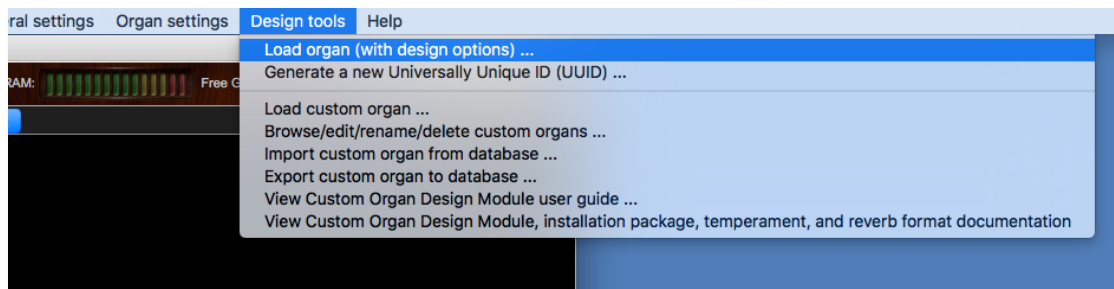 ral settings Organ settings Design tools Help
Load organ (with design options) ...
Generate a new Universally Unique ID (UUID) ...
RAM: Free G
Load custom organ ...
Browse/edit/rename/delete custom organs ...
Import custom organ from database ...
Export custom organ to database ...
View Custom Organ Design Module user guide ...
View Custom Organ Design Module, installation package, temperament, and reverb format documentation